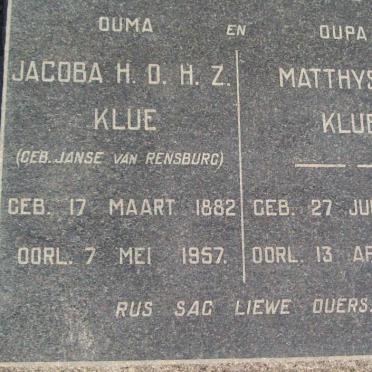 OUMA EN OUPA
JACOBA H. D. H. Z. MATTHYS
KLUE KLUE
(GEB. JANSE VAN RENSBURG)
GEB. 17 MAART 1882 GEB. 27
OORL. 7 MEI 1957. OORL. 13
RUS SAG LIEWE OUERS.